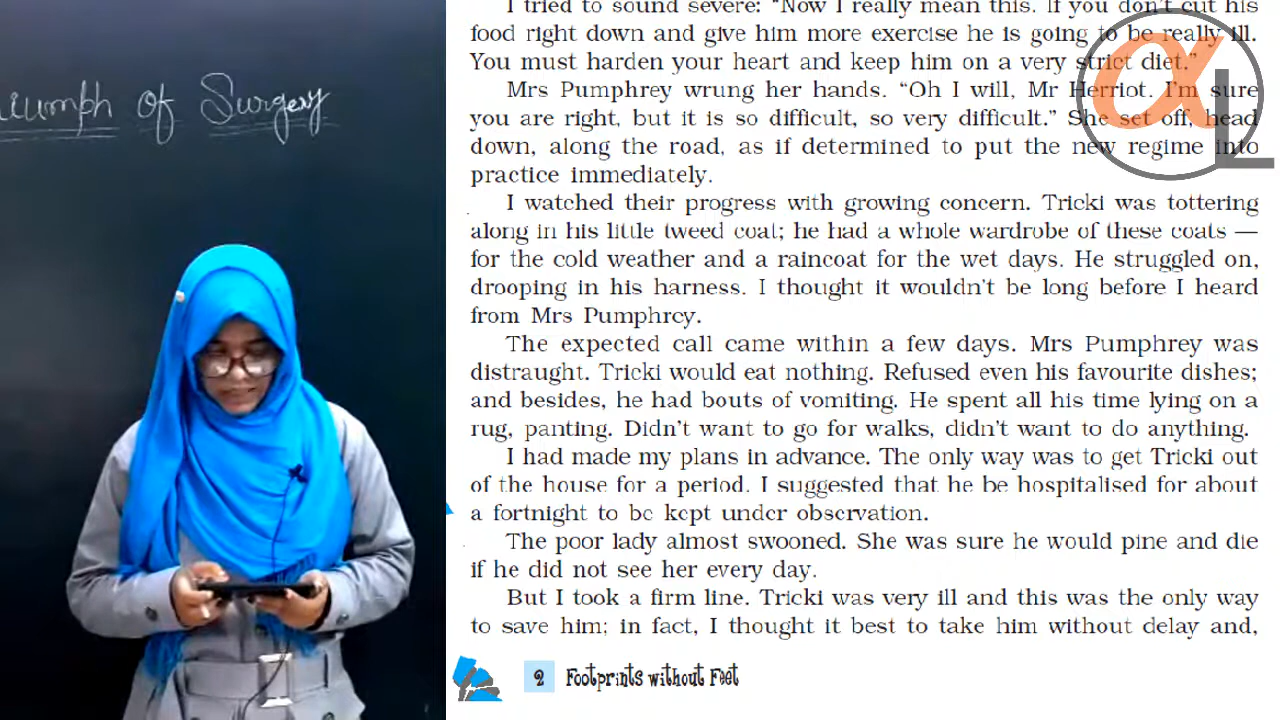 riumph of Surgery
I tried to sound severe: “Now I really mean this. If you don’t cut his
food right down and give him more exercise he is going to be really ill.
You must harden your heart and keep him on a very strict diet.”
Mrs Pumphrey wrung her hands. “Oh I will, Mr Herriot. I’m sure
you are right, but it is so difficult, so very difficult.” She set off, head
down, along the road, as if determined to put the new regime into
practice immediately.
I watched their progress with growing concern. Tricki was tottering
along in his little tweed coat; he had a whole wardrobe of these coats —
for the cold weather and a raincoat for the wet days. He struggled on,
drooping in his harness. I thought it wouldn’t be long before I heard
from Mrs Pumphrey.
The expected call came within a few days. Mrs Pumphrey was
distraught. Tricki would eat nothing. Refused even his favourite dishes;
and besides, he had bouts of vomiting. He spent all his time lying on a
rug, panting. Didn’t want to go for walks, didn’t want to do anything.
I had made my plans in advance. The only way was to get Tricki out
of the house for a period. I suggested that he be hospitalised for about
a fortnight to be kept under observation.
The poor lady almost swooned. She was sure he would pine and die
if he did not see her every day.
But I took a firm line. Tricki was very ill and this was the only way
to save him; in fact, I thought it best to take him without delay and,
2 Footprints without Feet
αL